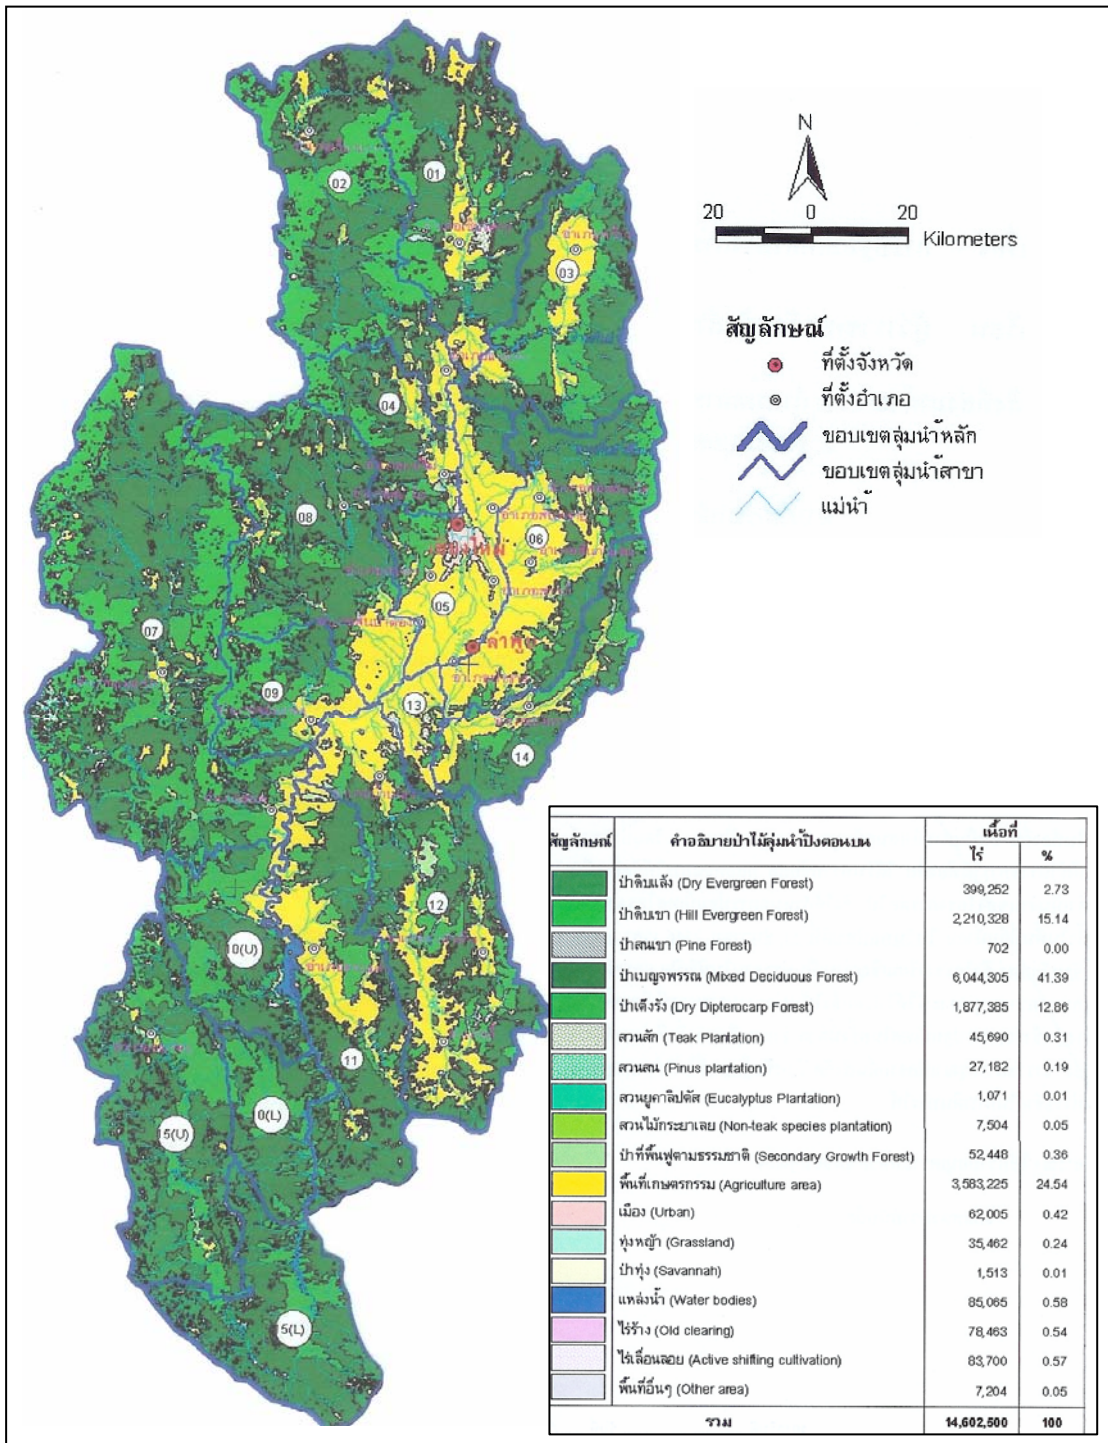 N
20 0 20
Kilometers
สัญลักษณ์
ที่ตั้งจังหวัด
ที่ตั้งอำเภอ
ขอบเขตลุ่มน้ำหลัก
ขอบเขตลุ่มน้ำสาขา
แม่น้ำ
01
02
03
04
08
06
05
07
09
13
14
12
10(U)
11
10(L)
15(U)
15(L)
สัญลักษณ์ คำอธิบายป่าไม้ลุ่มน้ำปิงตอนบน เนื้อที่
ไร่ %
ป่าดิบแล้ง (Dry Evergreen Forest) 399,252 2.73
ป่าดิบเขา (Hill Evergreen Forest) 2,210,328 15.14
ป่าสนเขา (Pine Forest) 702 0.00
ป่าเบญจพรรณ (Mixed Deciduous Forest) 6,044,305 41.39
ป่าเต็งรัง (Dry Dipterocarp Forest) 1,877,385 12.86
สวนสัก (Teak Plantation) 45,690 0.31
สวนสน (Pinus plantation) 27,182 0.19
สวนยูคาลิปตัส (Eucalyptus Plantation) 1,071 0.01
สวนไม้กระยาเลย (Non-teak species plantation) 7,504 0.05
ป่าที่ฟื้นฟูตามธรรมชาติ (Secondary Growth Forest) 52,448 0.36
พื้นที่เกษตรกรรม (Agriculture area) 3,583,225 24.54
เมือง (Urban) 62,005 0.42
ทุ่งหญ้า (Grassland) 35,462 0.24
ป่าทุ่ง (Savannah) 1,513 0.01
แหล่งน้ำ (Water bodies) 85,065 0.58
ไร่ร้าง (Old clearing) 78,463 0.54
ไร่เลื่อนลอย (Active shifting cultivation) 83,700 0.57
พื้นที่อื่นๆ (Other area) 7,204 0.05
รวม 14,602,500 100